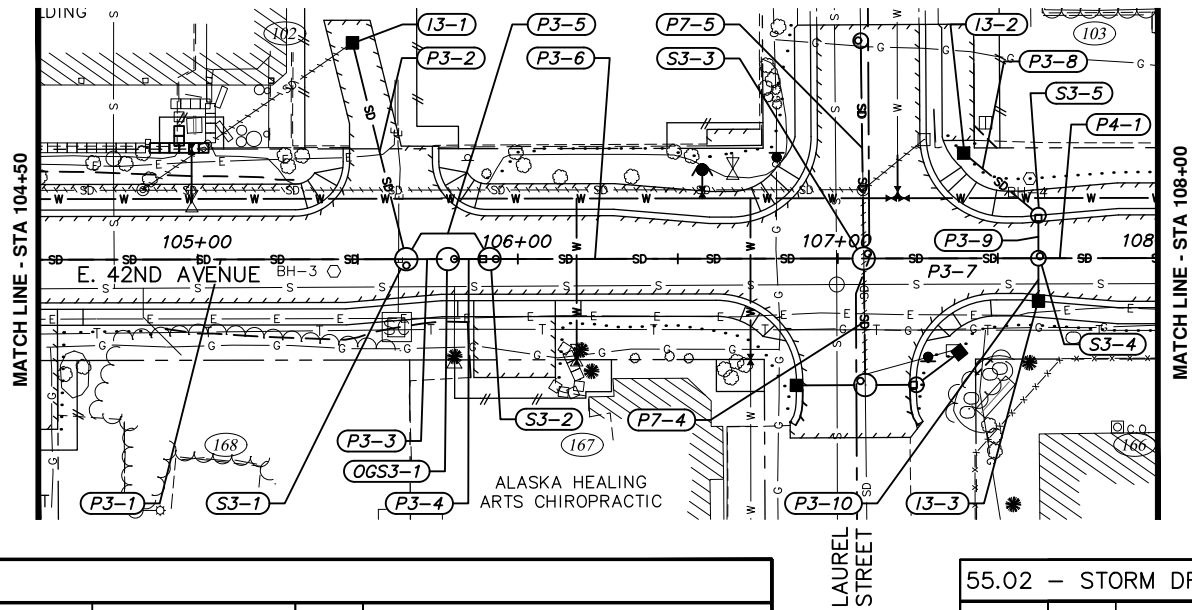 LDING
I3-1
P3-5
P7-5
I3-2
102
103
P3-2
P3-6
S3-3
P3-8
S3-5
P4-1
MATCH LINE - STA 104+50
MATCH LINE - STA 108+00
105+00
106+00
107+00
108
P3-9
P3-7
E. 42ND AVENUE
BH-3
S3-4
P3-3
S3-2
P7-4
168
167
166
OGS3-1
ALASKA HEALING
ARTS CHIROPRACTIC
P3-1
S3-1
P3-4
P3-10
I3-3
LAUREL
STREET
55.02 – STORM DR